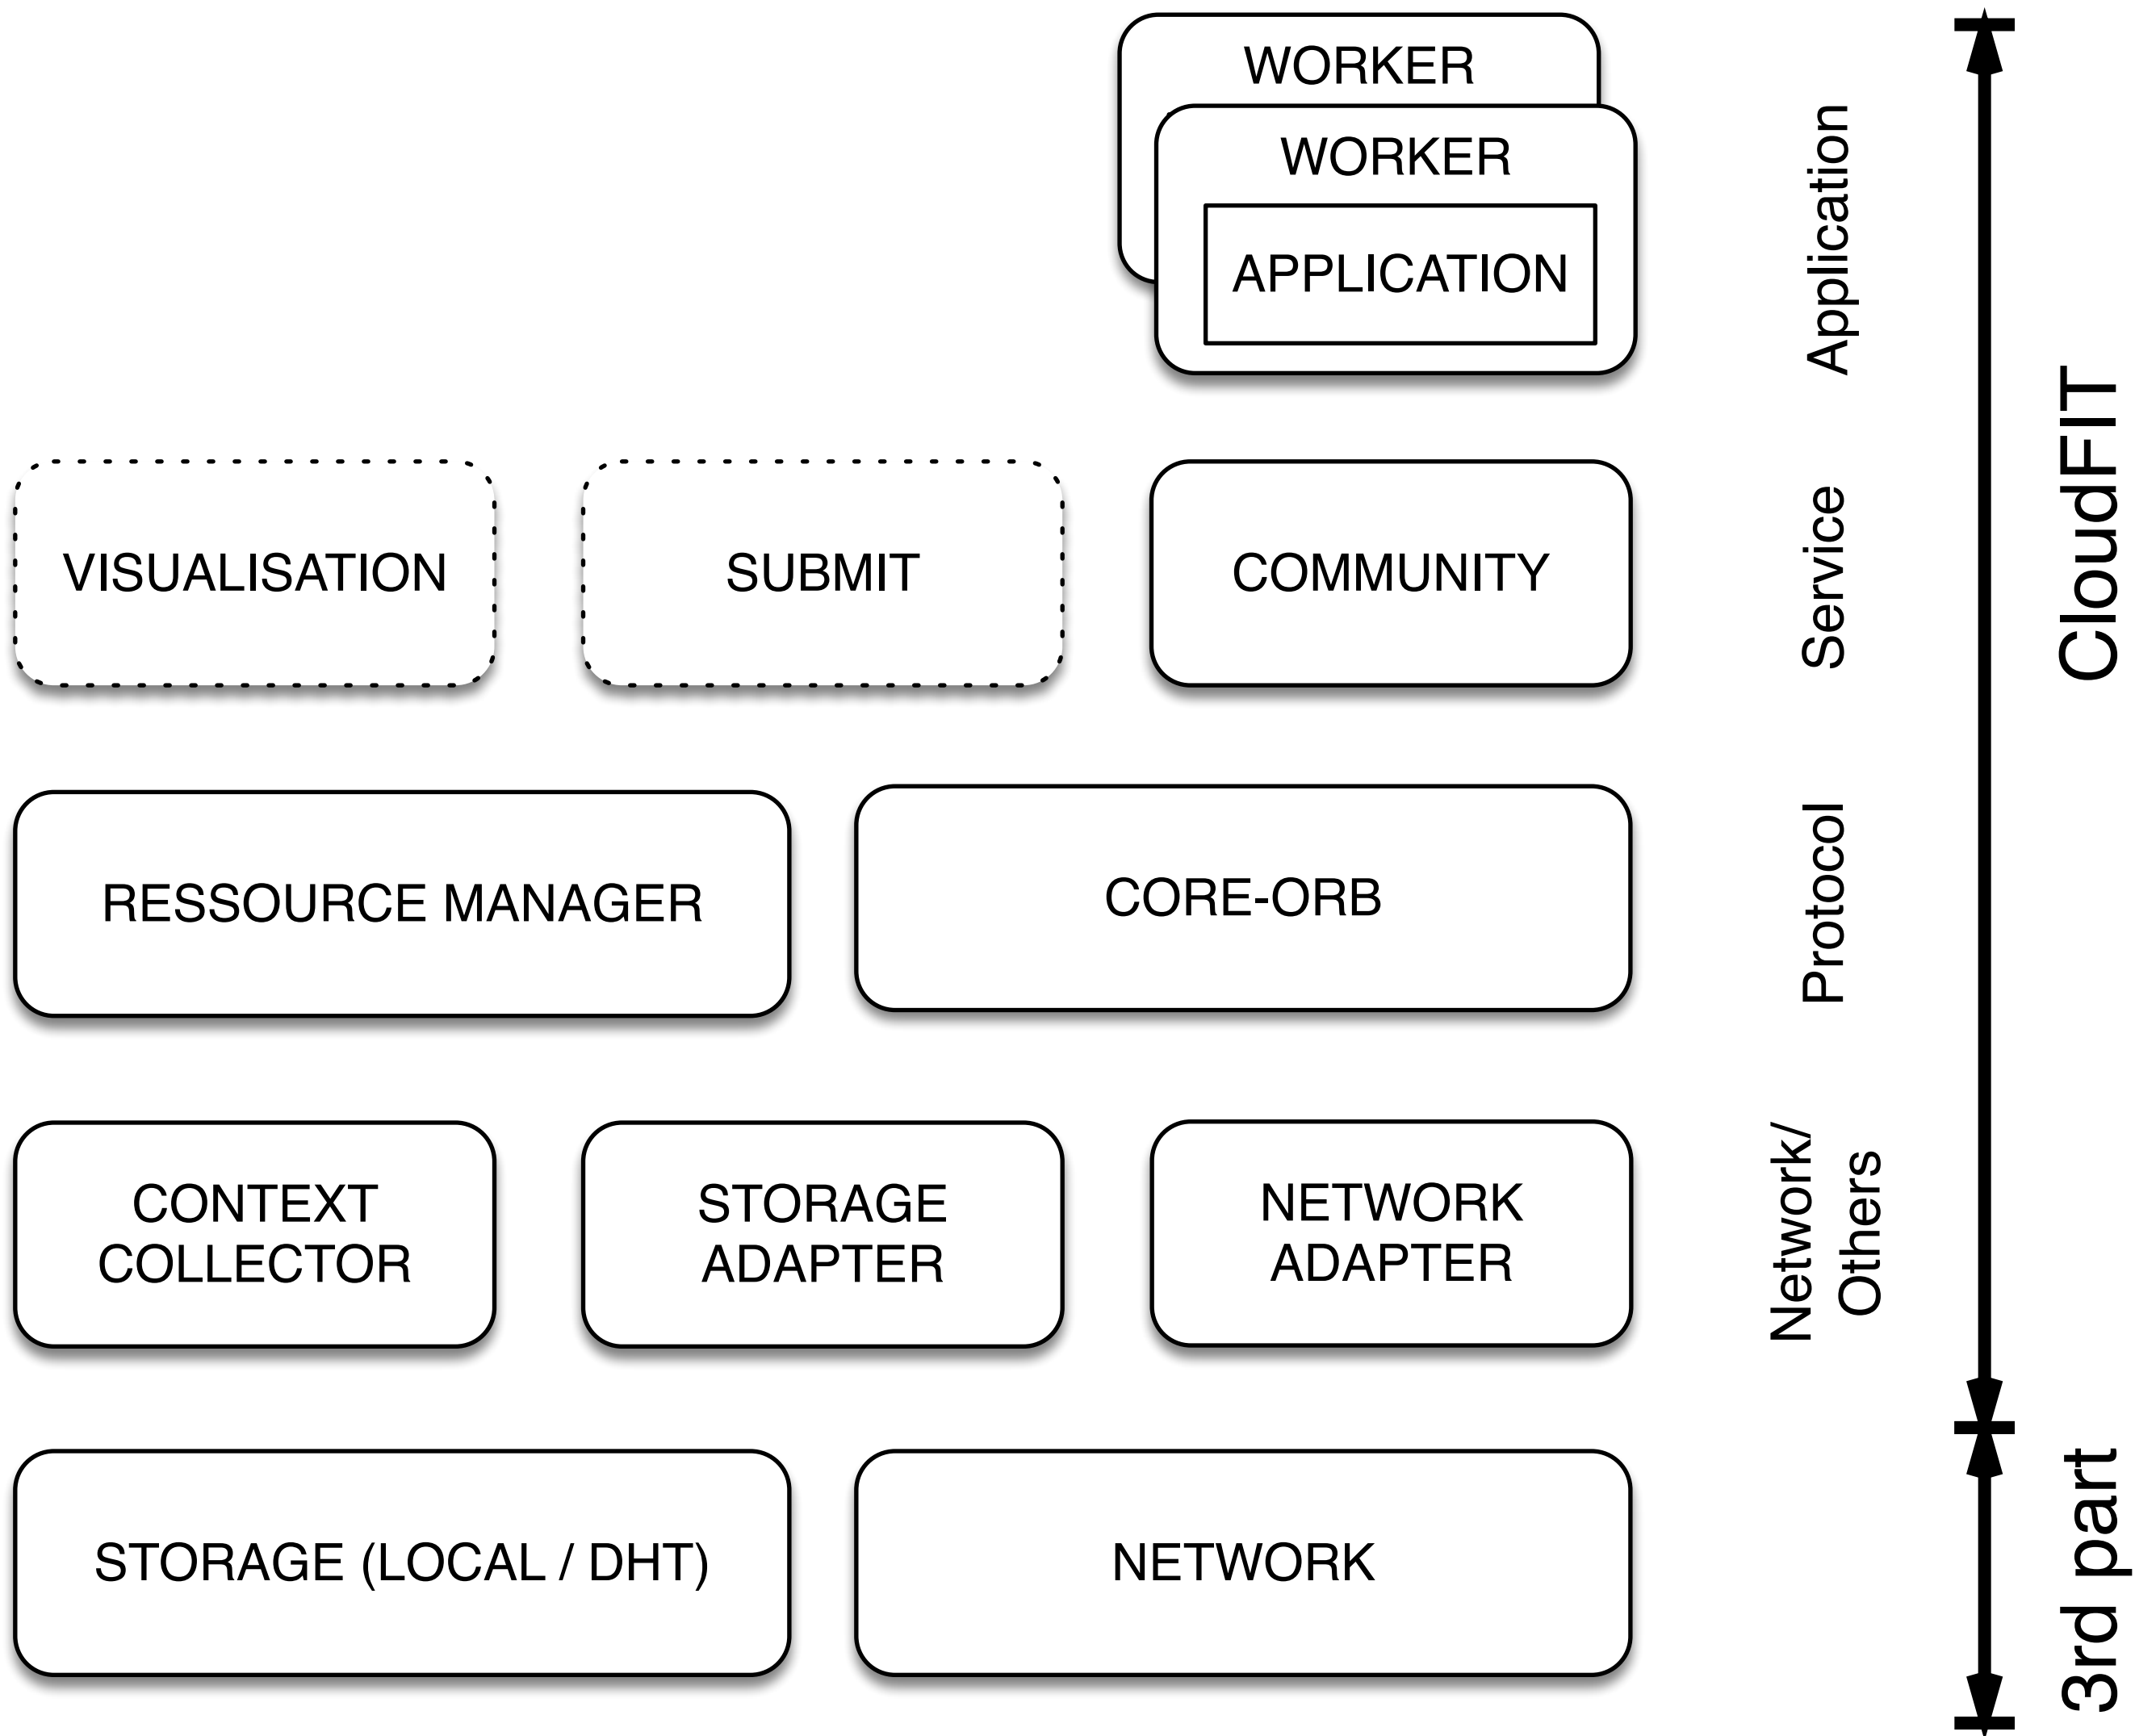 WORKER
WORKER
APPLICATION
Application
VISUALISATION
SUBMIT
COMMUNITY
Service
RESSOURCE MANAGER
CORE-ORB
Protocol
CONTEXT
COLLECTOR
STORAGE
ADAPTER
NETWORK
ADAPTER
Network/
Others
CloudFIT
STORAGE (LOCAL / DHT)
NETWORK
3rd part